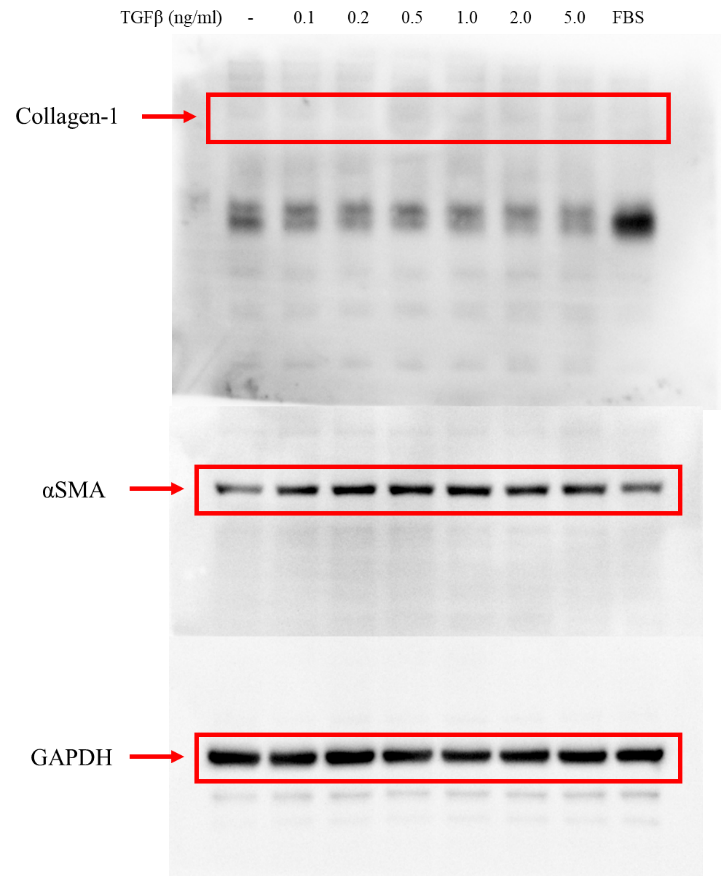 TGFβ (ng/ml) - 0.1 0.2 0.5 1.0 2.0 5.0 FBS
Collagen-1
αSMA
GAPDH